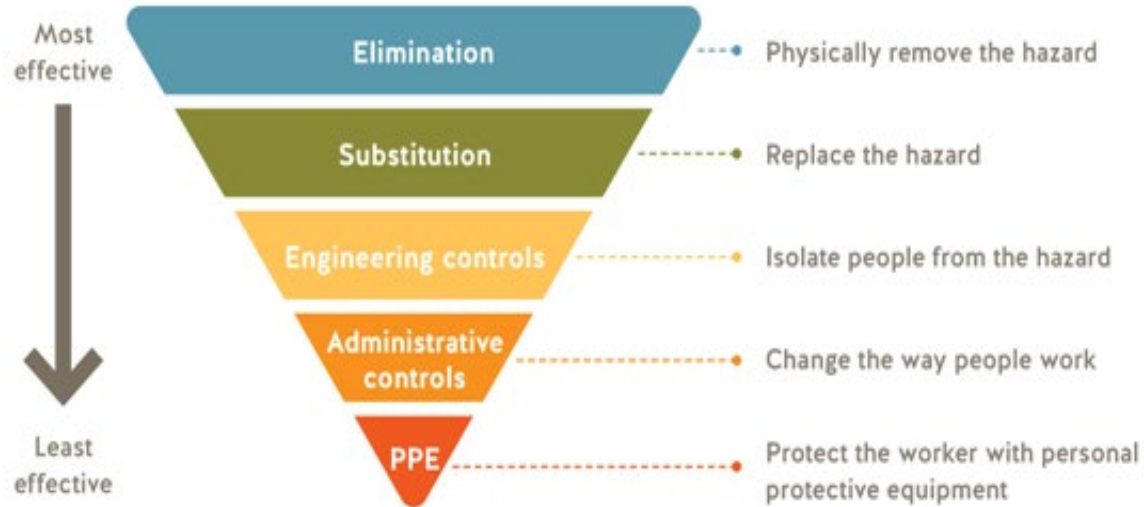 Most
effective
Elimination
Physically remove the hazard
Substitution
Replace the hazard
Engineering controls
Isolate people from the hazard
Administrative
controls
Change the way people work
PPE
Protect the worker with personal
protective equipment
Least
effective